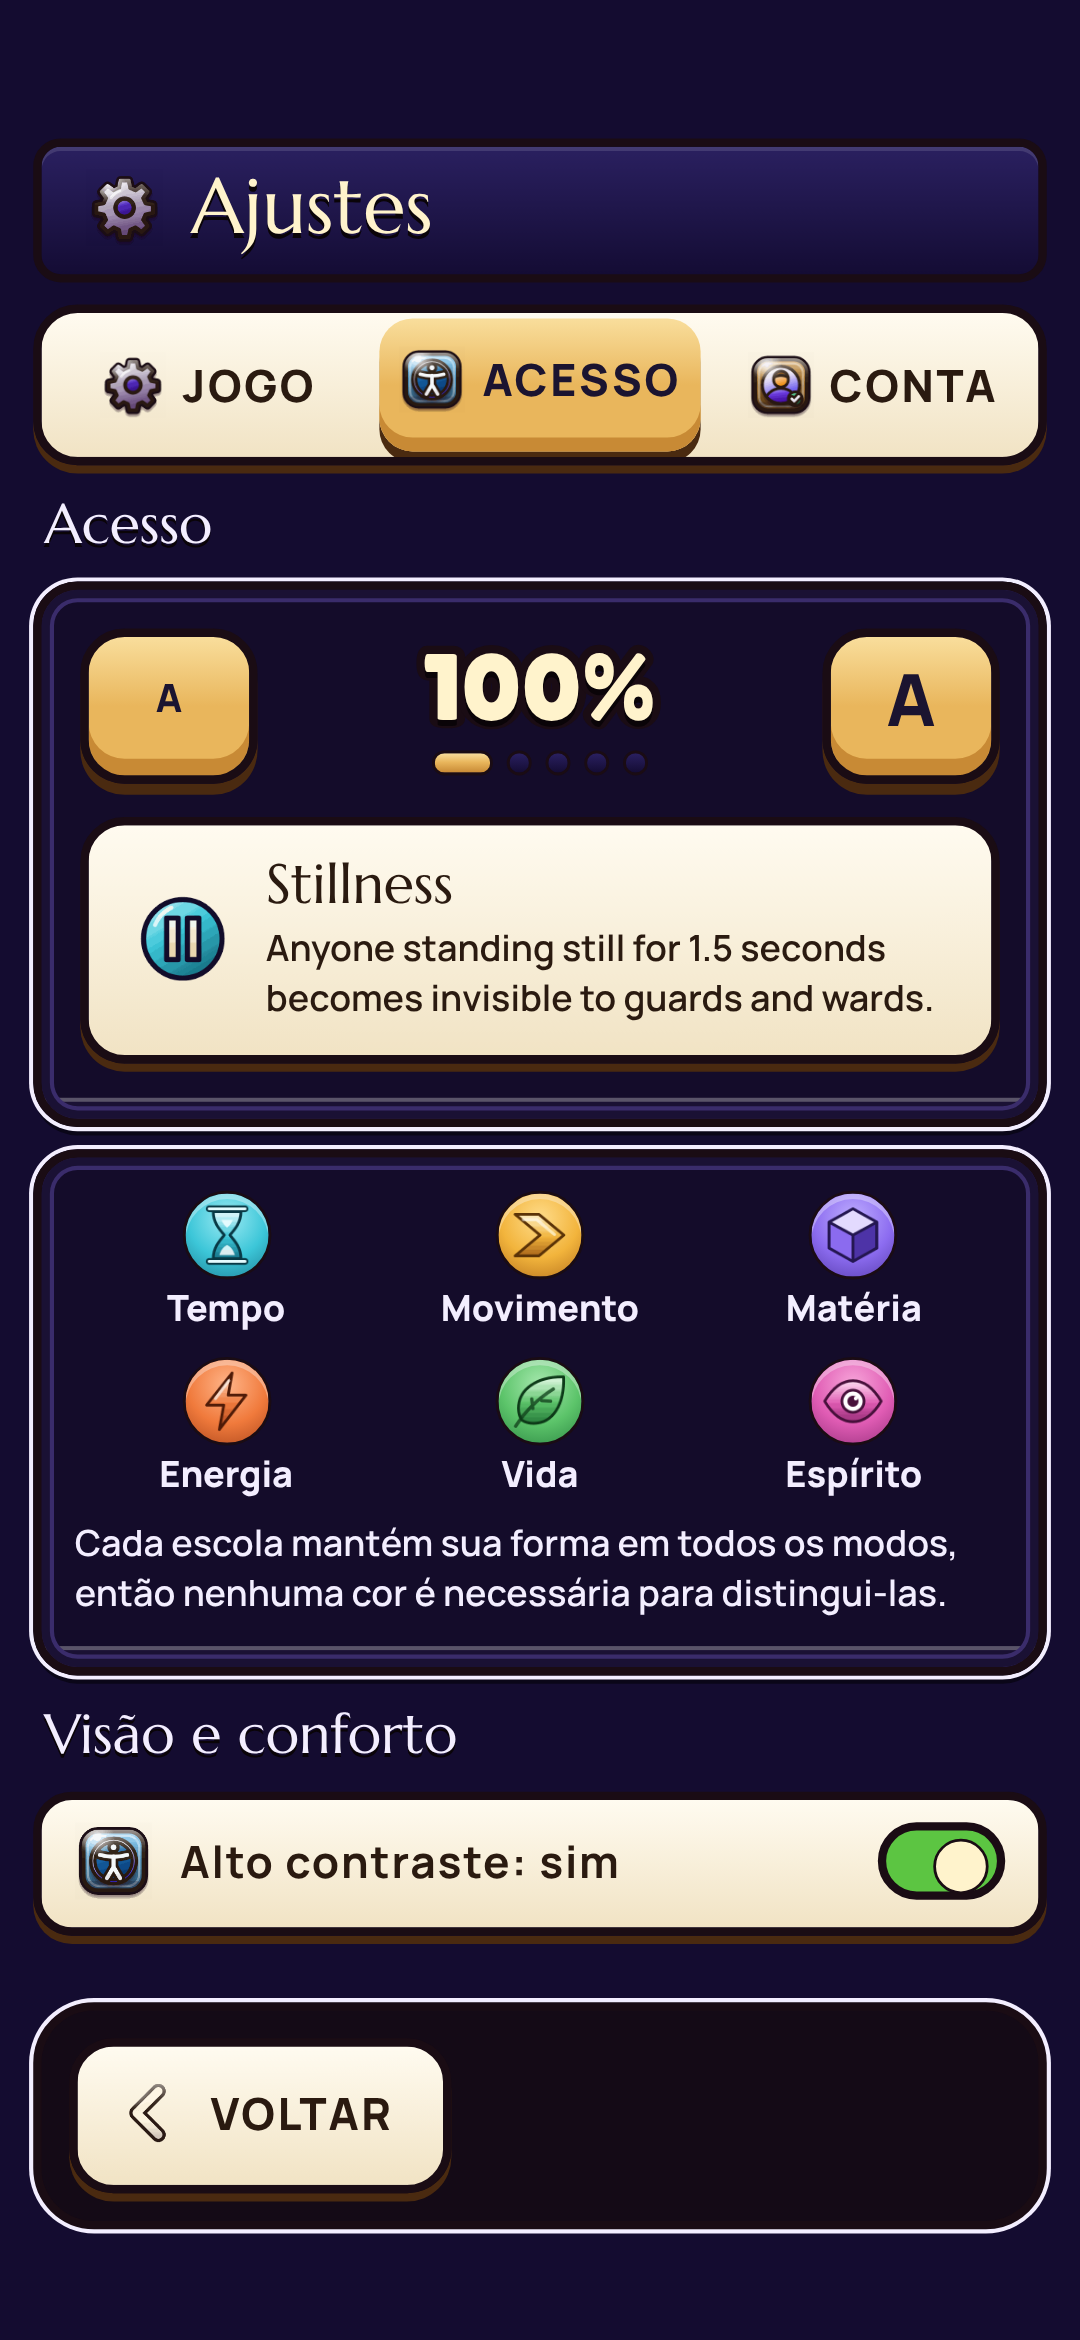 Ajustes
JOGO
ACESSO
CONTA
Acesso
A
100%
A
Stillness
Anyone standing still for 1.5 seconds
becomes invisible to guards and wards.
Tempo
Movimento
Matéria
Energia
Vida
Espírito
Cada escola mantém sua forma em todos os modos,
então nenhuma cor é necessária para distingui-las.
Visão e conforto
Alto contraste: sim
VOLTAR